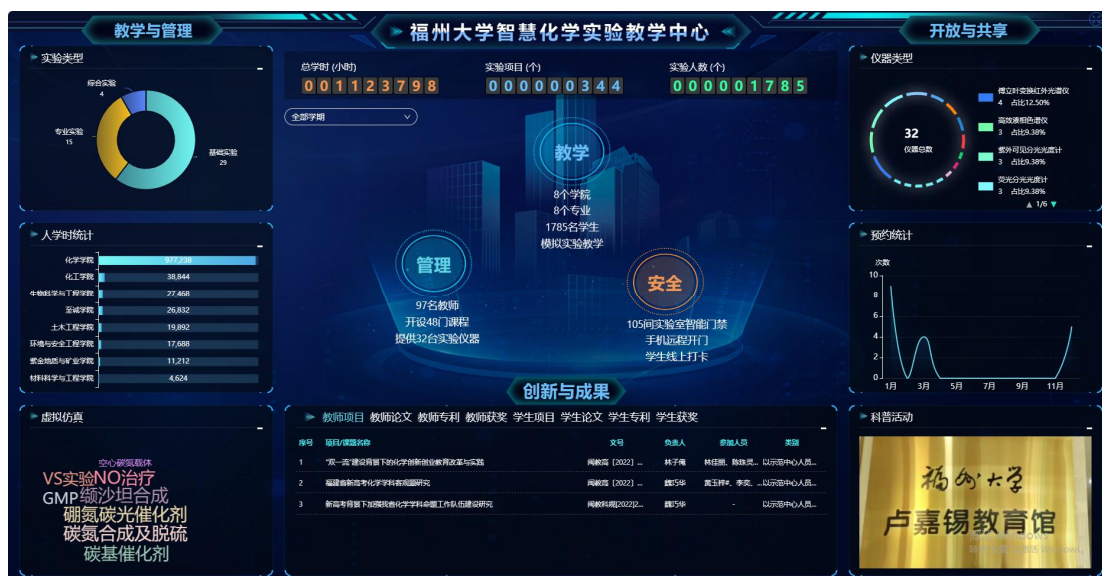 教学与管理
福州大学智慧化学实验教学中心
开放与共享
实验类型
综合实验
4
专业实验
15
基础实验
29
人学时统计
化学学院 977,238
化工学院 38,844
生物科学与工程学院 27,468
至诚学院 26,832
土木工程学院 19,892
环境与安全工程学院 17,688
紫金地质与矿业学院 11,212
材料科学与工程学院 4,624
虚拟仿真
空心碳氮载体
VS实验NO治疗
GMP缬沙坦合成
硼氮碳光催化剂
碳氮合成及脱硫
碳基催化剂
总学时 (小时) 实验项目 (个) 实验人数 (个)
001123798 000000344 000001785
全部学期
教学
8个学院
8个专业
1785名学生
模拟实验教学
管理
97名教师
开设48门课程
提供32台实验仪器
安全
105间实验室智能门禁
手机远程开门
学生线上打卡
创新与成果
教师项目 教师论文 教师专利 教师获奖 学生项目 学生论文 学生专利 学生获奖
序号 项目/课题名称 文号 负责人 参加人员 类别
1 “双一流”建设背景下的化学创新创业教育改革与实践 闽教高〔2022〕... 林子俺 林佳丽、陈珠灵... 以示范中心人员...
2 福建省新高考化学学科客观题研究 闽教高〔2022〕... 魏巧华 黄玉梓#、李奕、... 以示范中心人员...
3 新高考背景下加强我省化学学科命题工作队伍建设研究 闽教科规[2022]2... 魏巧华 - 以示范中心人员...
仪器类型
32
仪器总数
傅立叶变换红外光谱仪
4 占比12.50%
高效液相色谱仪
3 占比9.38%
紫外可见分光光度计
3 占比9.38%
荧光分光光度计
3 占比9.38%
▲ 1/6 ▼
预约统计
次数
10
8
6
4
2
0
1月 3月 5月 7月 9月 11月
科普活动
福州大学
卢嘉锡教育馆